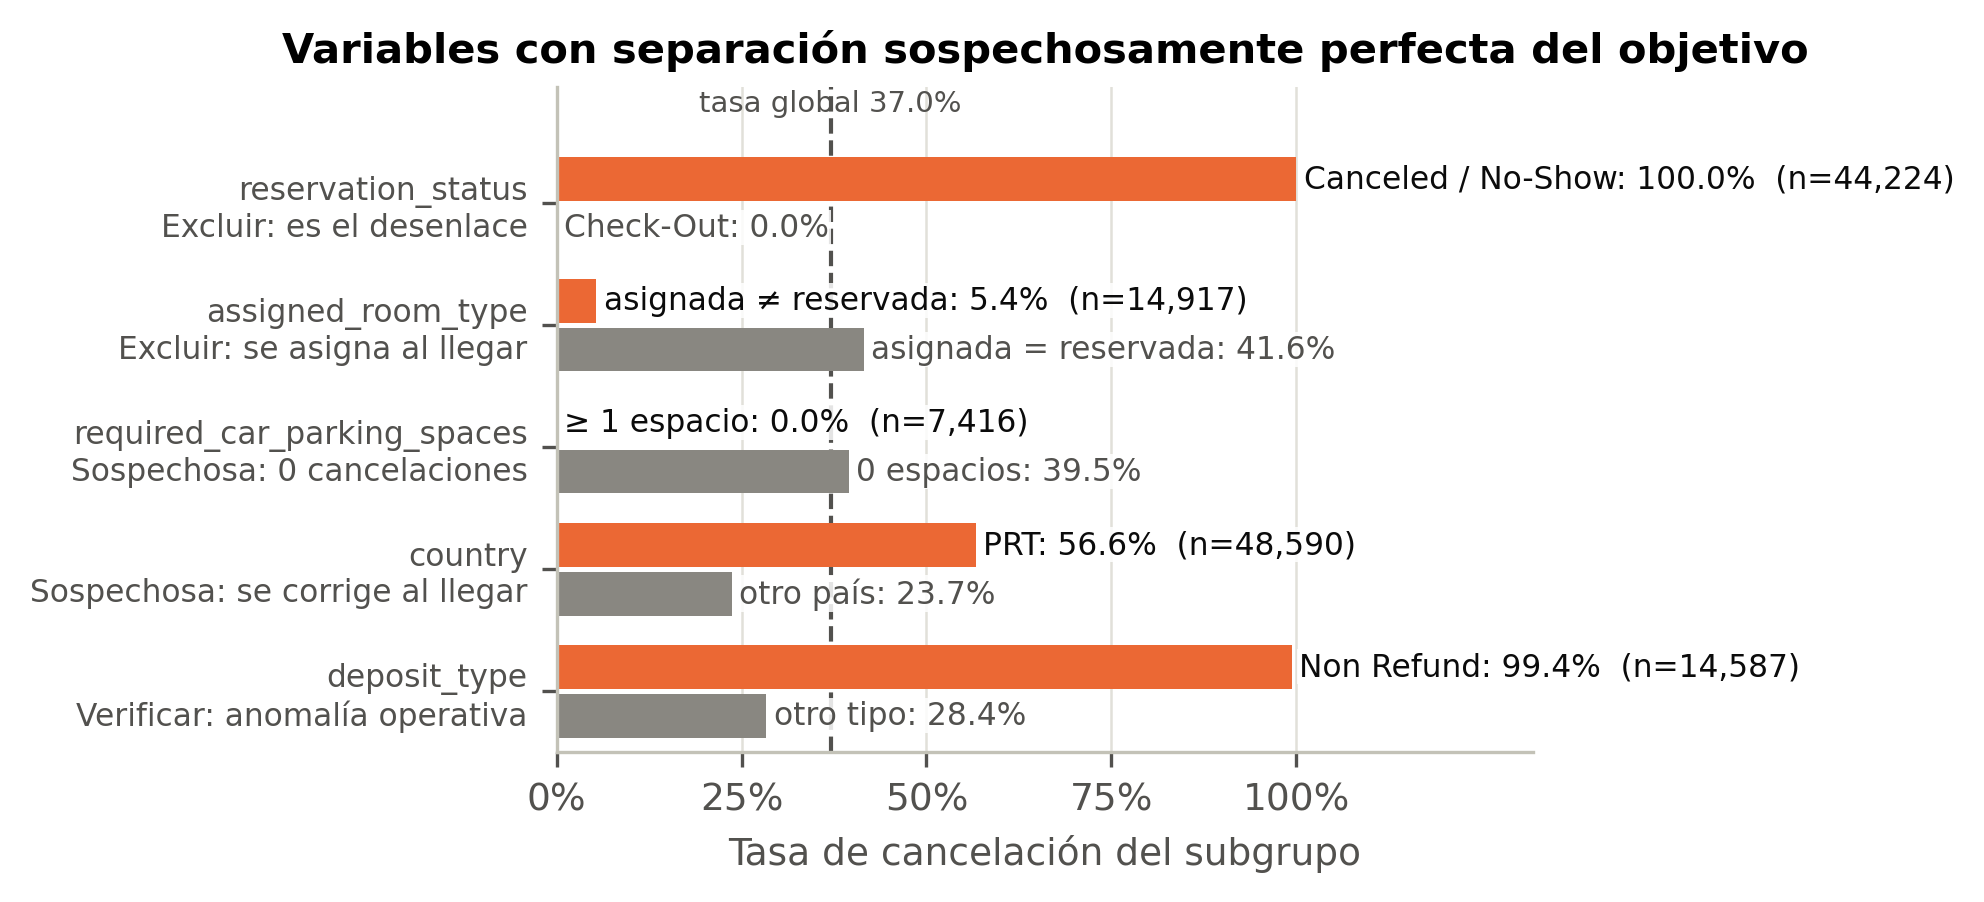 Variables con separación sospechosamente perfecta del objetivo
tasa global 37.0%
reservation_status
Excluir: es el desenlace
Canceled / No-Show: 100.0%  (n=44,224)
Check-Out: 0.0%
assigned_room_type
Excluir: se asigna al llegar
asignada ≠ reservada: 5.4%  (n=14,917)
asignada = reservada: 41.6%
required_car_parking_spaces
Sospechosa: 0 cancelaciones
≥ 1 espacio: 0.0%  (n=7,416)
0 espacios: 39.5%
country
Sospechosa: se corrige al llegar
PRT: 56.6%  (n=48,590)
otro país: 23.7%
deposit_type
Verificar: anomalía operativa
Non Refund: 99.4%  (n=14,587)
otro tipo: 28.4%
0% 25% 50% 75% 100%
Tasa de cancelación del subgrupo